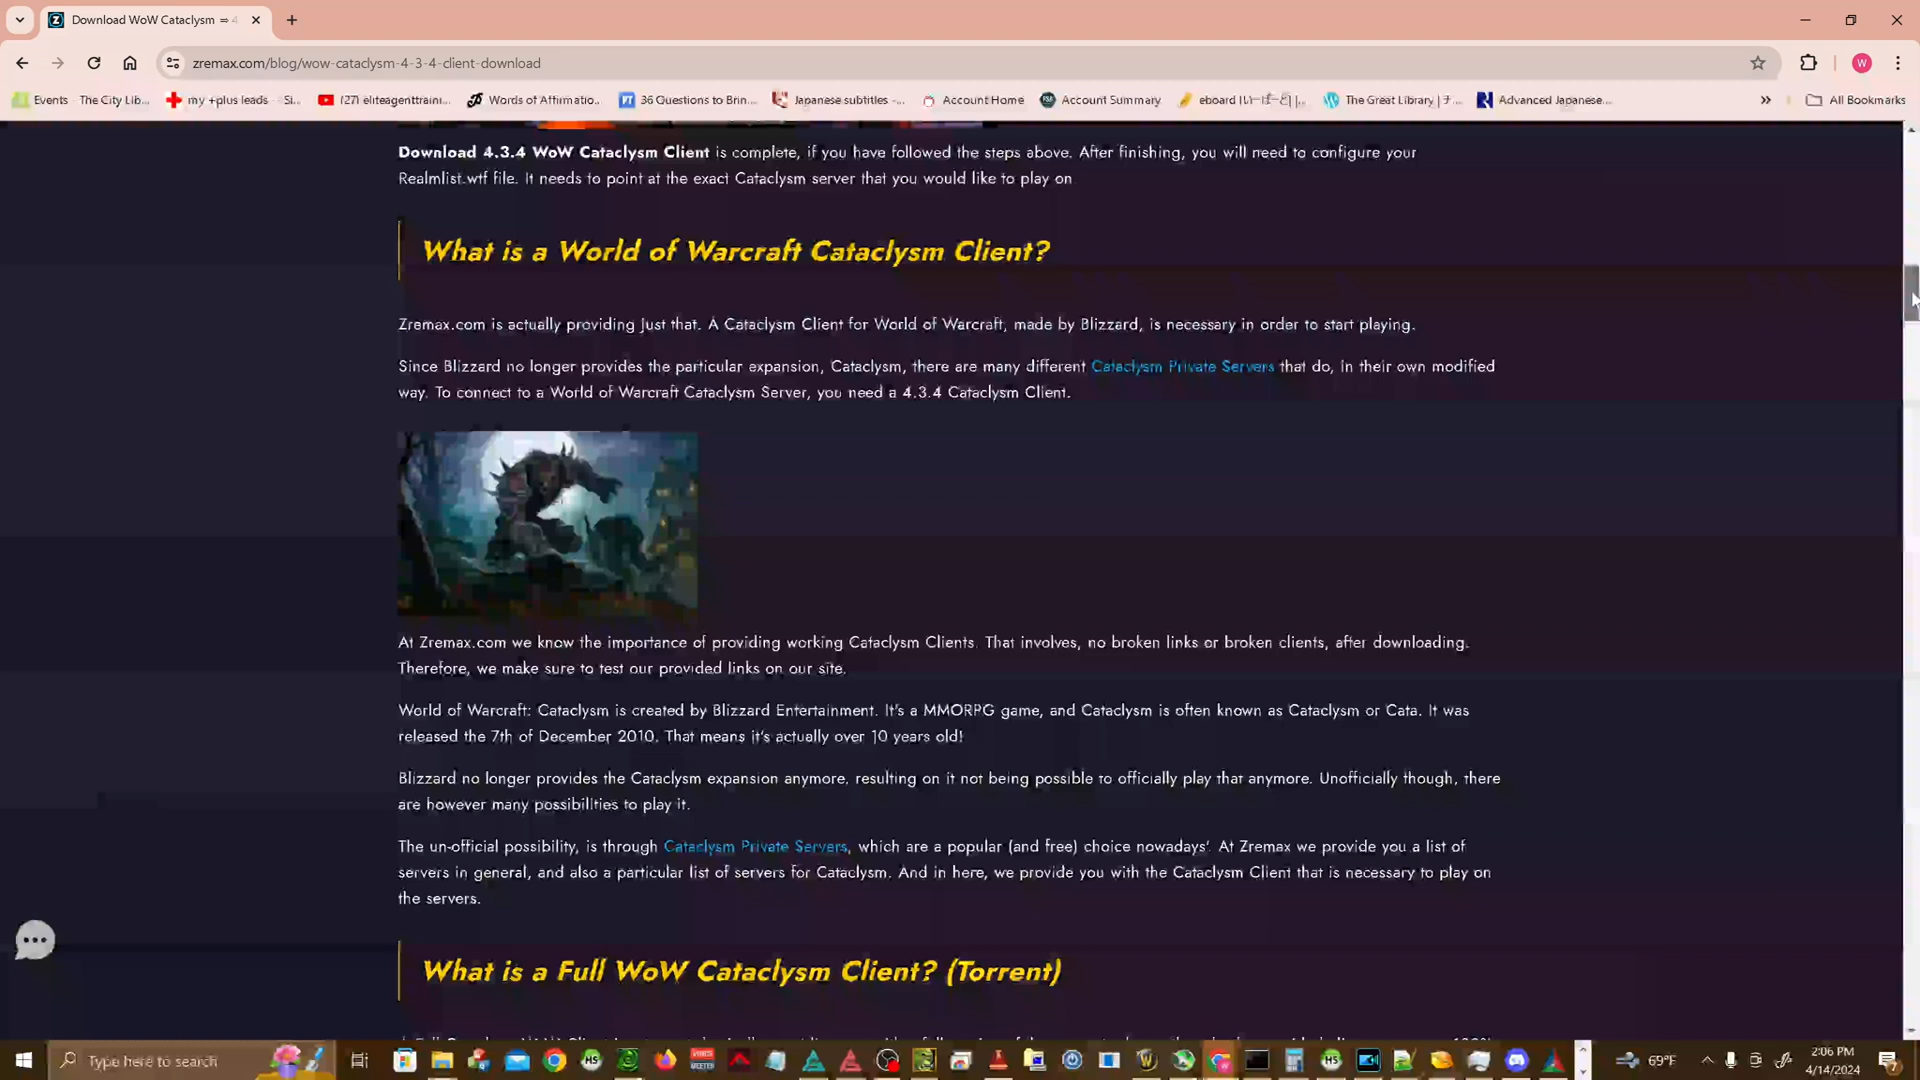 Download WoW Cataclysm ⇒ 4
zremax.com/blog/wow-cataclysm-4-3-4-client-download
Events - The City Lib...
my +plus leads - Si...
(27) eliteagenttraini...
Words of Affirmatio...
36 Questions to Brin...
Japanese subtitles -...
Account Home
Account Summary
eboard (いーぼーど) |...
The Great Library | チ...
Advanced Japanese...
All Bookmarks
Download 4.3.4 WoW Cataclysm Client is complete, if you have followed the steps above. After finishing, you will need to configure your
Realmlist.wtf file. It needs to point at the exact Cataclysm server that you would like to play on
What is a World of Warcraft Cataclysm Client?
Zremax.com is actually providing just that. A Cataclysm Client for World of Warcraft, made by Blizzard, is necessary in order to start playing.
Since Blizzard no longer provides the particular expansion, Cataclysm, there are many different Cataclysm Private Servers that do, in their own modified
way. To connect to a World of Warcraft Cataclysm Server, you need a 4.3.4 Cataclysm Client.
At Zremax.com we know the importance of providing working Cataclysm Clients. That involves, no broken links or broken clients, after downloading.
Therefore, we make sure to test our provided links on our site.
World of Warcraft: Cataclysm is created by Blizzard Entertainment. It's a MMORPG game, and Cataclysm is often known as Cataclysm or Cata. It was
released the 7th of December 2010. That means it's actually over 10 years old!
Blizzard no longer provides the Cataclysm expansion anymore, resulting on it not being possible to officially play that anymore. Unofficially though, there
are however many possibilities to play it.
The un-official possibility, is through Cataclysm Private Servers, which are a popular (and free) choice nowadays'. At Zremax we provide you a list of
servers in general, and also a particular list of servers for Cataclysm. And in here, we provide you with the Cataclysm Client that is necessary to play on
the servers.
What is a Full WoW Cataclysm Client? (Torrent)
Type here to search
69°F
2:06 PM
4/14/2024